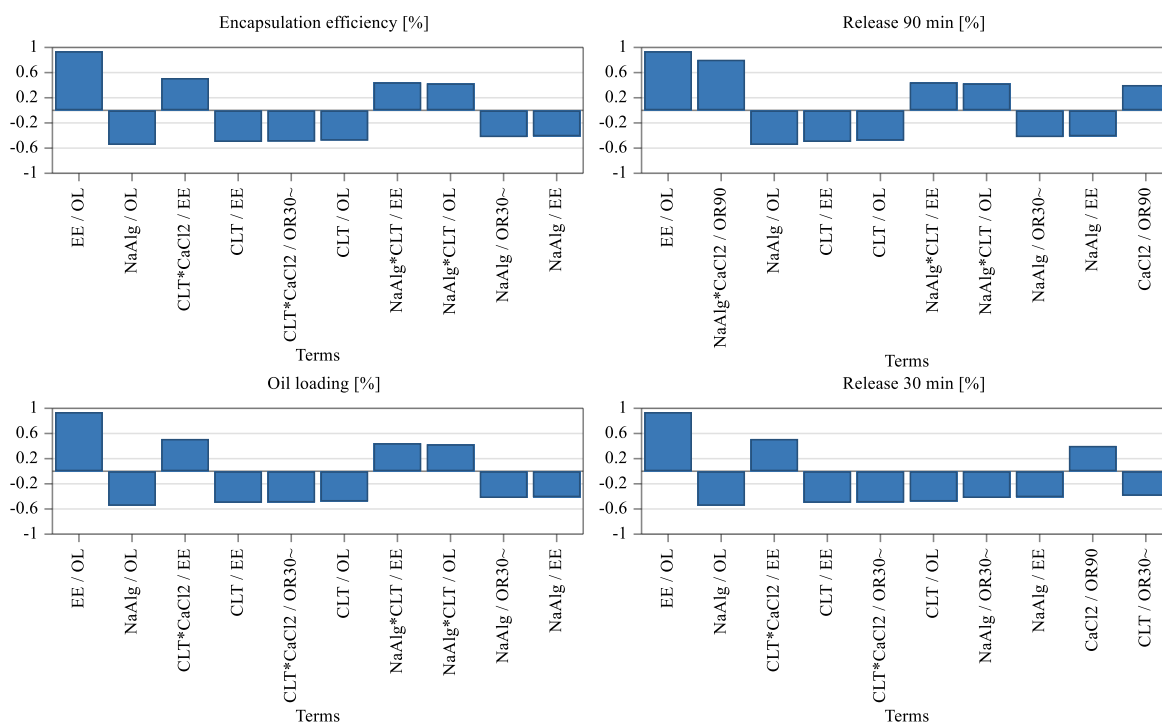 Encapsulation efficiency [%]
1
0.6
0.2
-0.2
-0.6
-1
EE / OL
NaAlg / OL
CLT*CaCl2 / EE
CLT / EE
CLT*CaCl2 / OR30~
CLT / OL
NaAlg*CLT / EE
NaAlg*CLT / OL
NaAlg / OR30~
NaAlg / EE
Terms
Release 90 min [%]
1
0.6
0.2
-0.2
-0.6
-1
EE / OL
NaAlg*CaCl2 / OR90
NaAlg / OL
CLT / EE
CLT / OL
NaAlg*CLT / EE
NaAlg*CLT / OL
NaAlg / OR30~
NaAlg / EE
CaCl2 / OR90
Terms
Oil loading [%]
1
0.6
0.2
-0.2
-0.6
-1
EE / OL
NaAlg / OL
CLT*CaCl2 / EE
CLT / EE
CLT*CaCl2 / OR30~
CLT / OL
NaAlg*CLT / EE
NaAlg*CLT / OL
NaAlg / OR30~
NaAlg / EE
Terms
Release 30 min [%]
1
0.6
0.2
-0.2
-0.6
-1
EE / OL
NaAlg / OL
CLT*CaCl2 / EE
CLT / EE
CLT*CaCl2 / OR30~
CLT / OL
NaAlg / OR30~
NaAlg / EE
CaCl2 / OR90
CLT / OR30~
Terms